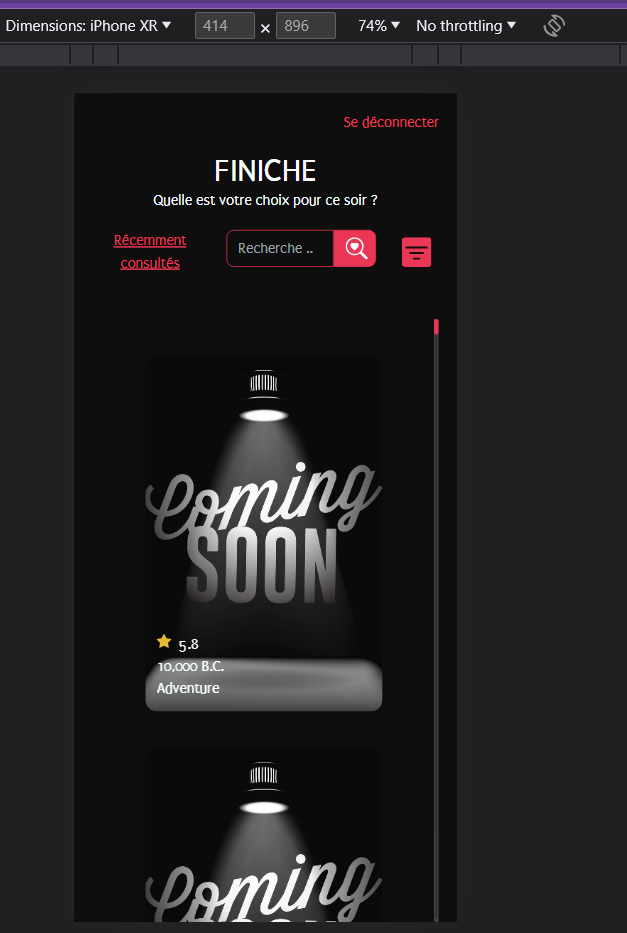 Dimensions: iPhone XR ▼ 414 × 896 74% ▼ No throttling ▼
Se déconnecter
FINICHE
Quelle est votre choix pour ce soir ?
Récemment
consultés
Recherche ..
Coming
SOON
5.8
10,000 B.C.
Adventure
Coming
SOON